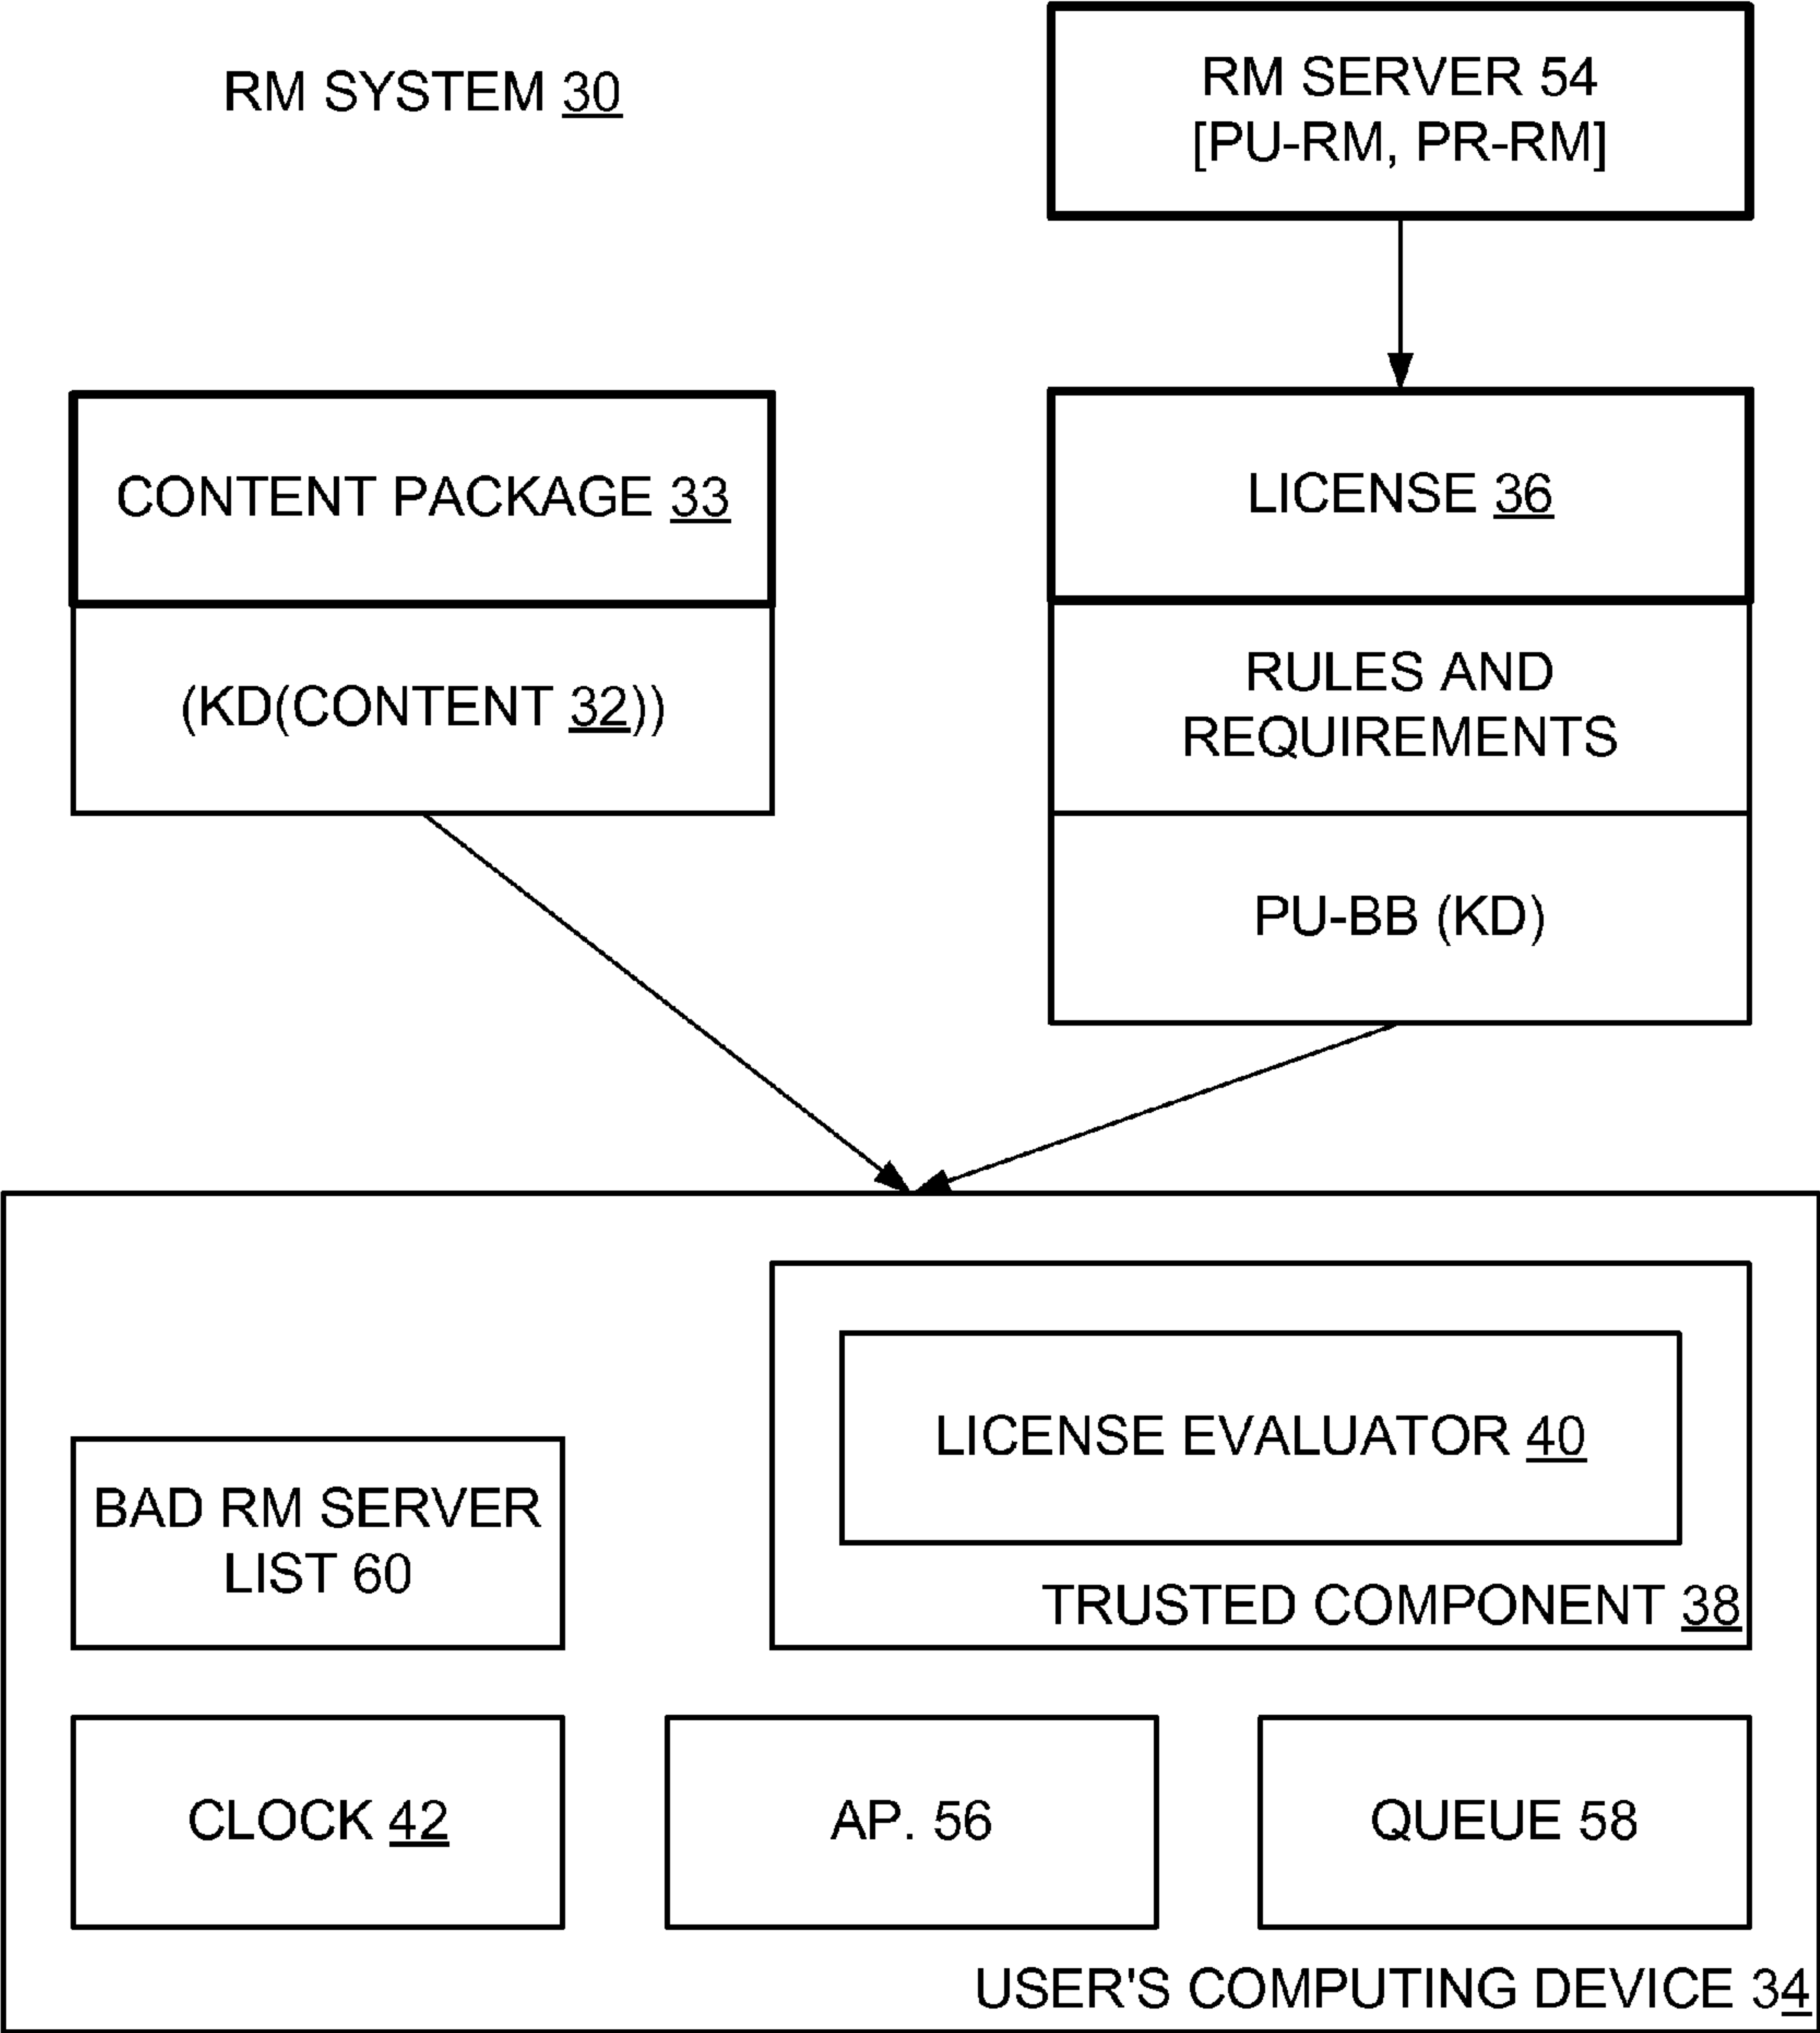 RM SYSTEM 30
RM SERVER 54
[PU-RM, PR-RM]
CONTENT PACKAGE 33
(KD(CONTENT 32))
LICENSE 36
RULES AND
REQUIREMENTS
PU-BB (KD)
LICENSE EVALUATOR 40
TRUSTED COMPONENT 38
BAD RM SERVER
LIST 60
CLOCK 42
AP. 56
QUEUE 58
USER'S COMPUTING DEVICE 34